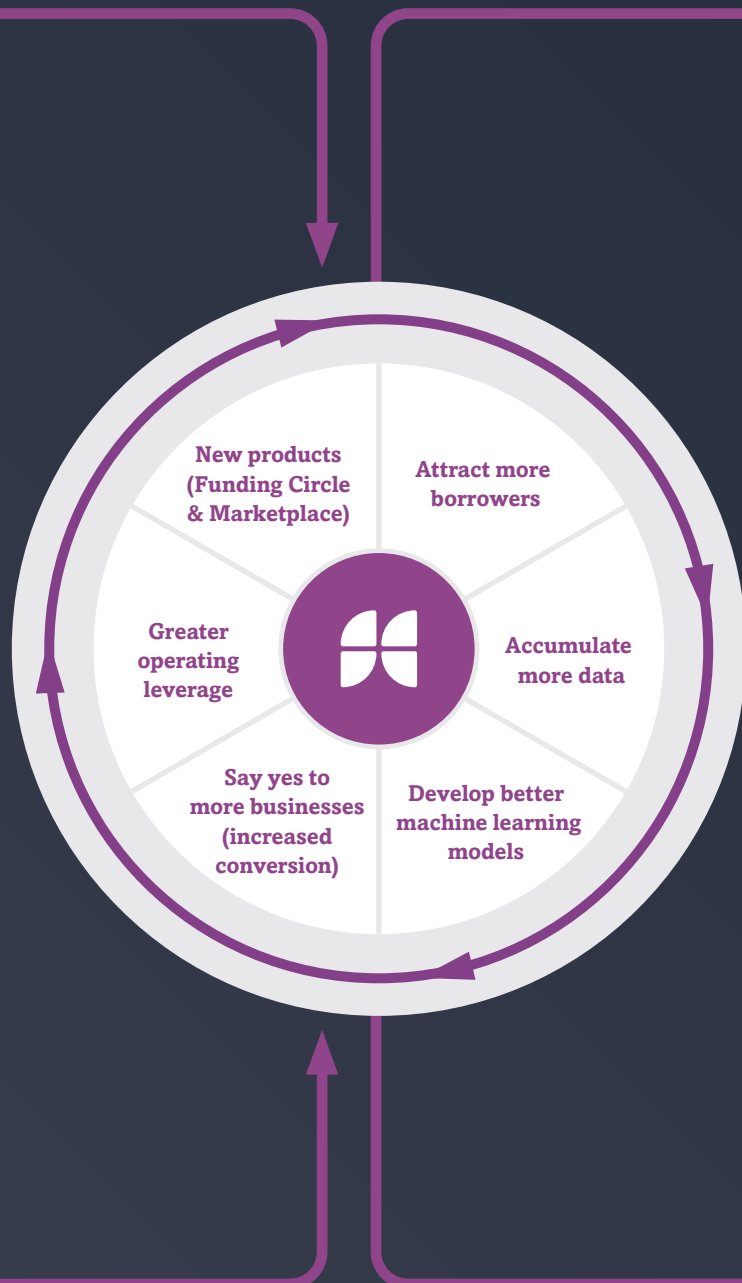 New products
(Funding Circle
& Marketplace)
Attract more
borrowers
Accumulate
more data
Develop better
machine learning
models
Say yes to
more businesses
(increased
conversion)
Greater
operating
leverage